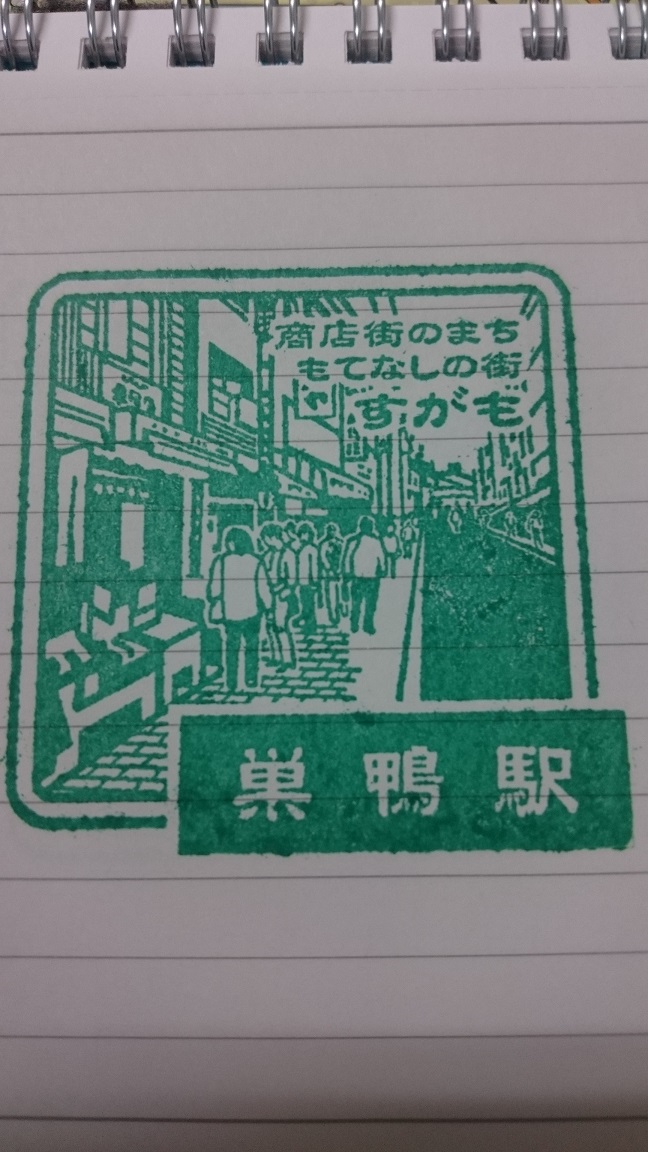 商店街のまち
もてなしの街
すがも
巣鴨駅